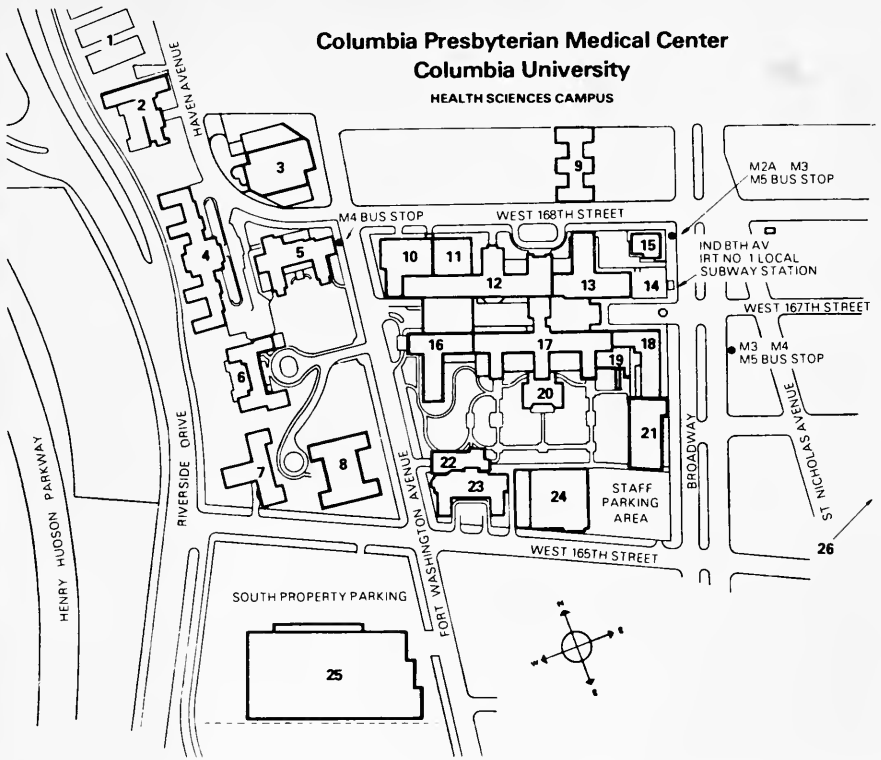 Columbia Presbyterian Medical Center
Columbia University
HEALTH SCIENCES CAMPUS
1
HAVEN AVENUE
2
3
9
M2A M3
M5 BUS STOP
M4 BUS STOP
WEST 168TH STREET
4
5
10
11
12
13
15
14
IND 8TH AV
IRT NO 1 LOCAL
SUBWAY STATION
WEST 167TH STREET
16
17
18
19
M3 M4
M5 BUS STOP
6
20
7
8
21
22
23
24
STAFF
PARKING
AREA
BROADWAY
ST NICHOLAS AVENUE
HENRY HUDSON PARKWAY
RIVERSIDE DRIVE
FORT WASHINGTON AVENUE
WEST 165TH STREET
26
SOUTH PROPERTY PARKING
25
N
E
W
S